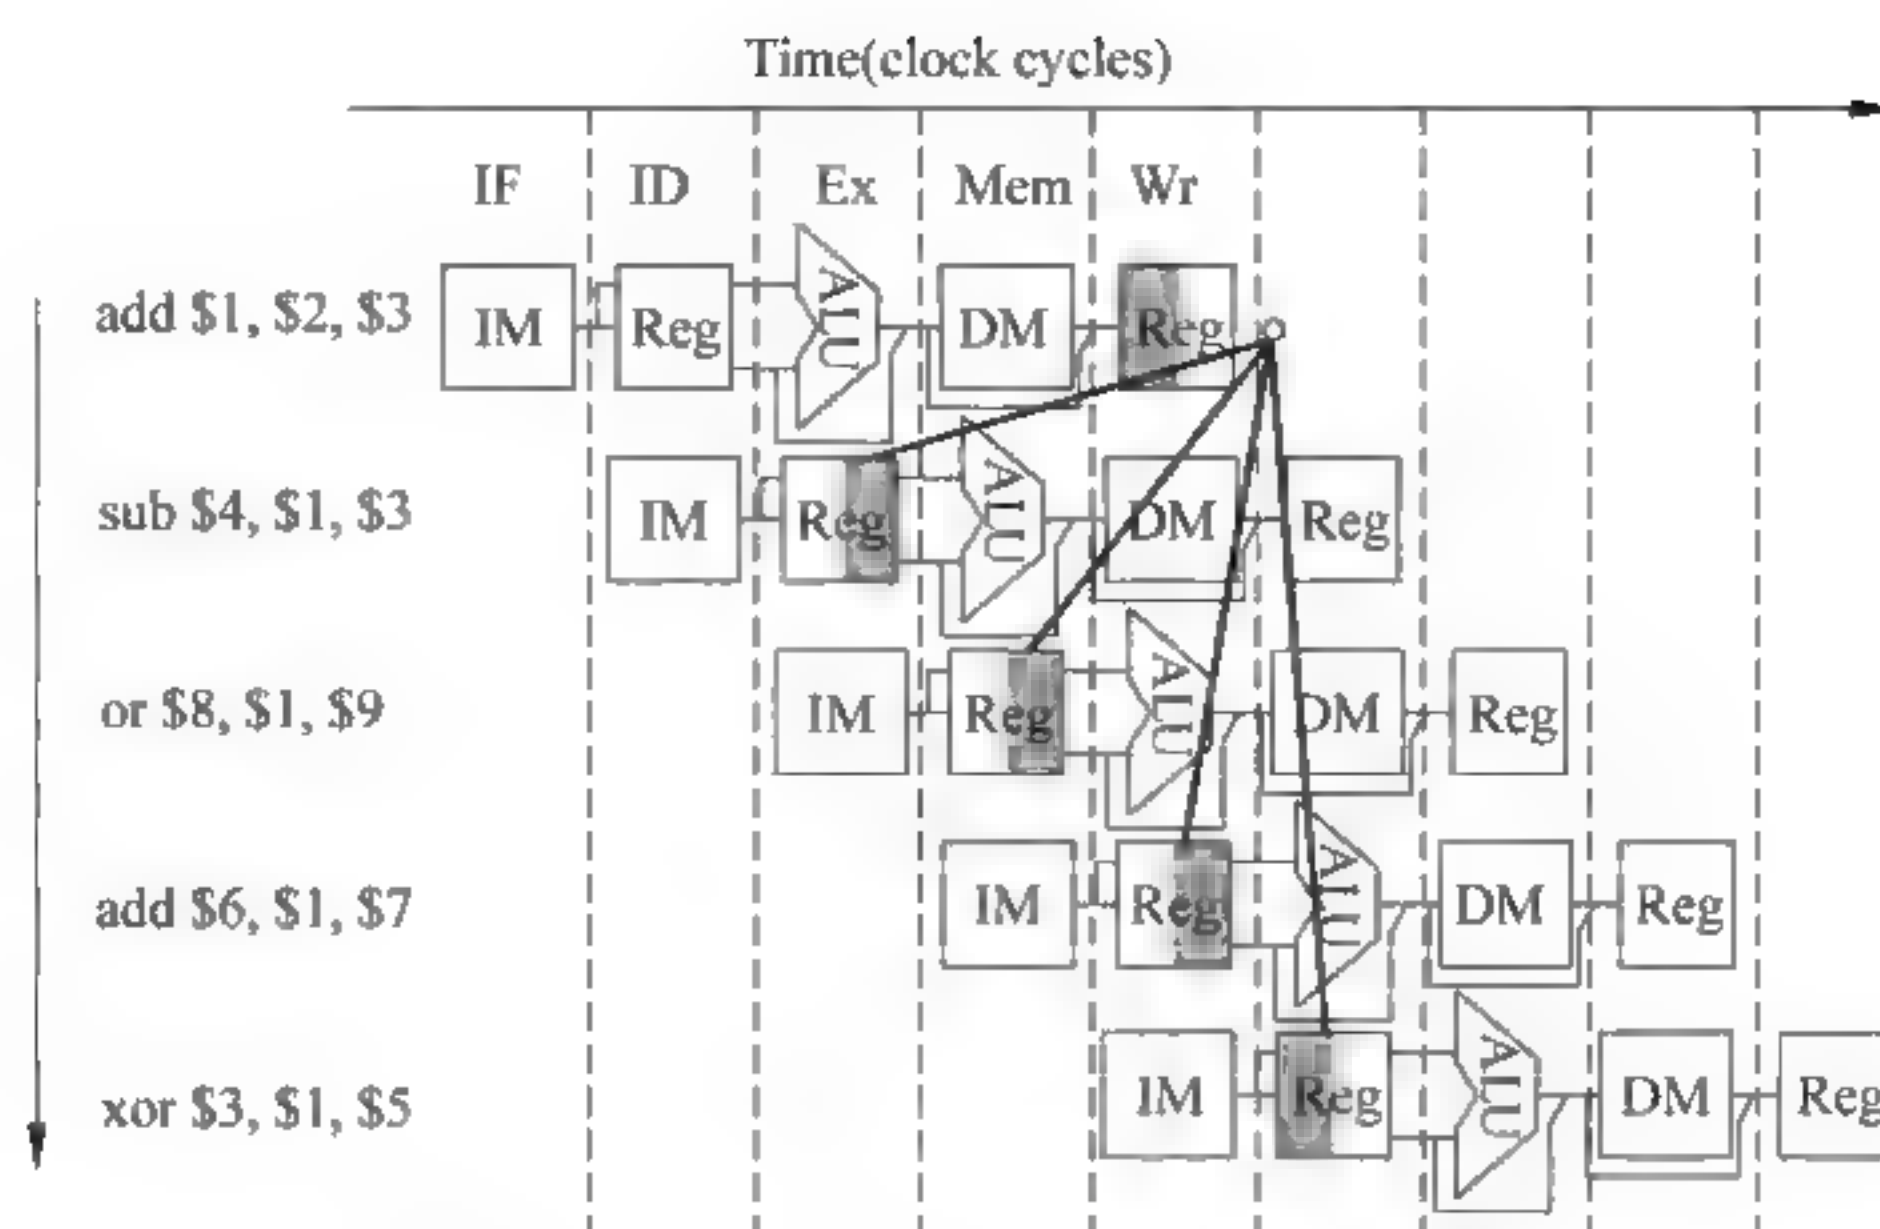 Time(clock cycles)
IF ID Ex Mem Wr
add $1, $2, $3 IM Reg ALU DM Reg
sub $4, $1, $3 IM Reg ALU DM Reg
or $8, $1, $9 IM Reg ALU DM Reg
add $6, $1, $7 IM Reg ALU DM Reg
xor $3, $1, $5 IM Reg ALU DM Reg